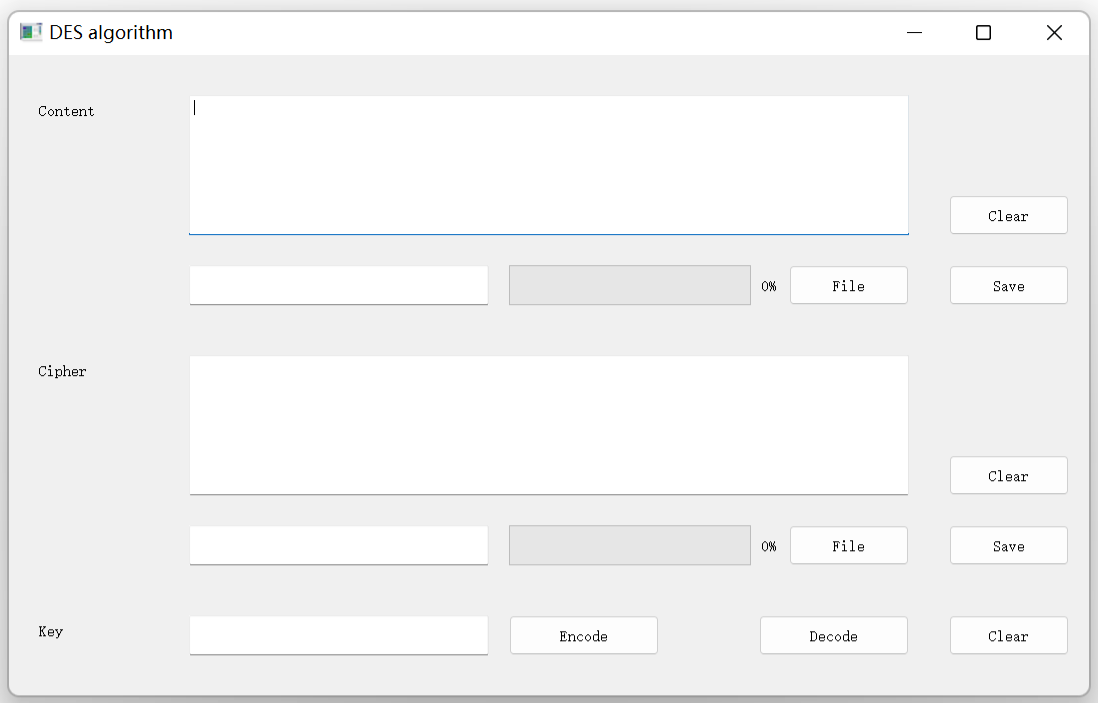 DES algorithm
Content
Clear
0% File Save
Cipher
Clear
0% File Save
Key Encode Decode Clear